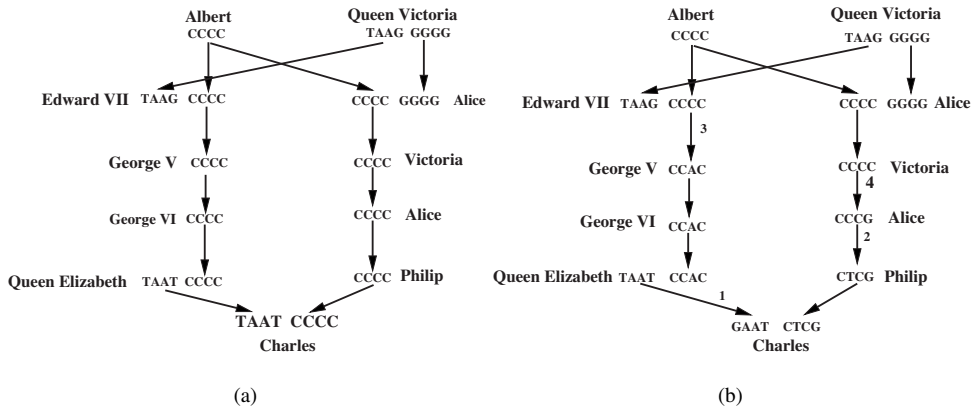 Albert
CCCC
Queen Victoria
TAAG GGGG
Edward VII TAAG CCCC
CCCC GGGG Alice
George V CCCC
CCCC Victoria
George VI CCCC
CCCC Alice
Queen Elizabeth TAAT CCCC
CCCC Philip
TAAT CCCC
Charles
(a)
Albert
CCCC
Queen Victoria
TAAG GGGG
Edward VII TAAG CCCC
CCCC GGGG Alice
3
George V CCAC
CCCC Victoria
4
George VI CCAC
CCCG Alice
2
Queen Elizabeth TAAT CCAC
CTCG Philip
1
GAAT CTCG
Charles
(b)